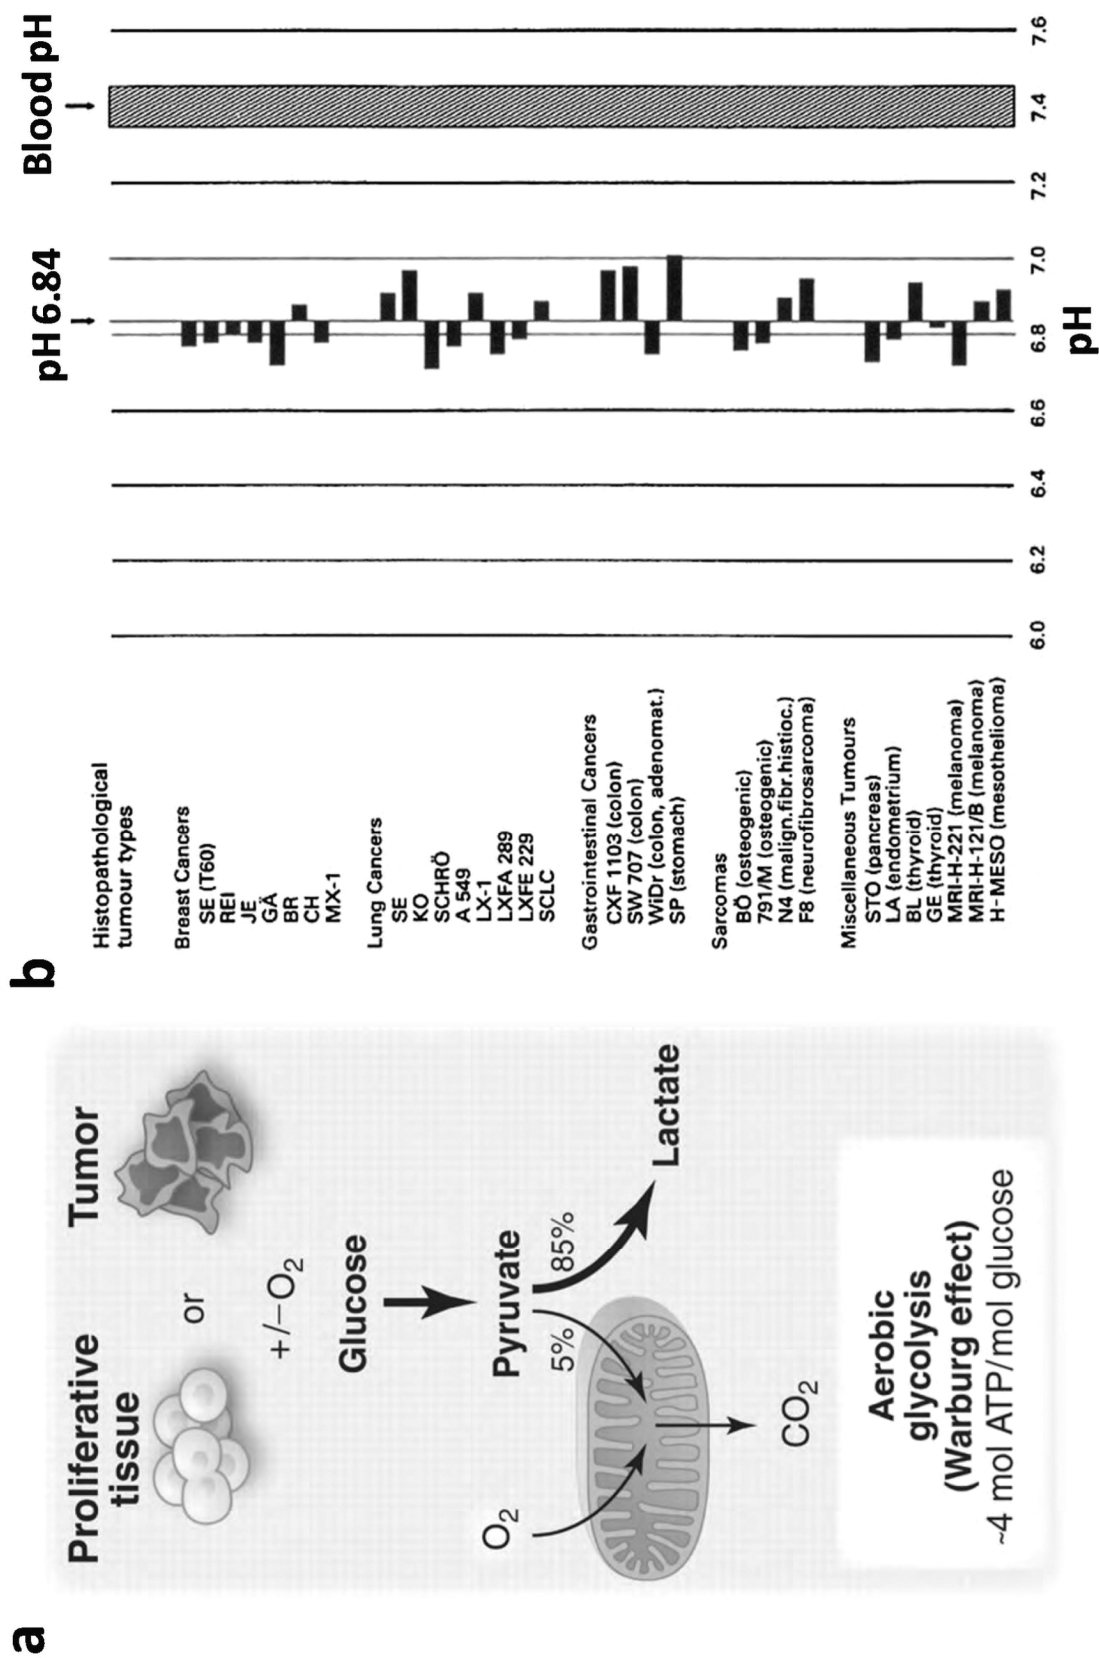 a
Proliferative
tissue
or
Tumor
+/−O2
Glucose
Pyruvate
O2
5%
85%
Lactate
CO2
Aerobic
glycolysis
(Warburg effect)
~4 mol ATP/mol glucose
b
pH 6.84
Blood pH
Histopathological
tumour types
Breast Cancers
SE (T60)
REI
JE
GÄ
BR
CH
MX-1
Lung Cancers
SE
KO
SCHRÖ
A 549
LX-1
LXFA 289
LXFE 229
SCLC
Gastrointestinal Cancers
CXF 1103 (colon)
SW 707 (colon)
WiDr (colon, adenomat.)
SP (stomach)
Sarcomas
BÖ (osteogenic)
791/M (osteogenic)
N4 (malign.fibr.histioc.)
F8 (neurofibrosarcoma)
Miscellaneous Tumours
STO (pancreas)
LA (endometrium)
BL (thyroid)
GE (thyroid)
MRI-H-221 (melanoma)
MRI-H-121/B (melanoma)
H-MESO (mesothelioma)
6.0 6.2 6.4 6.6 6.8 7.0 7.2 7.4 7.6
pH